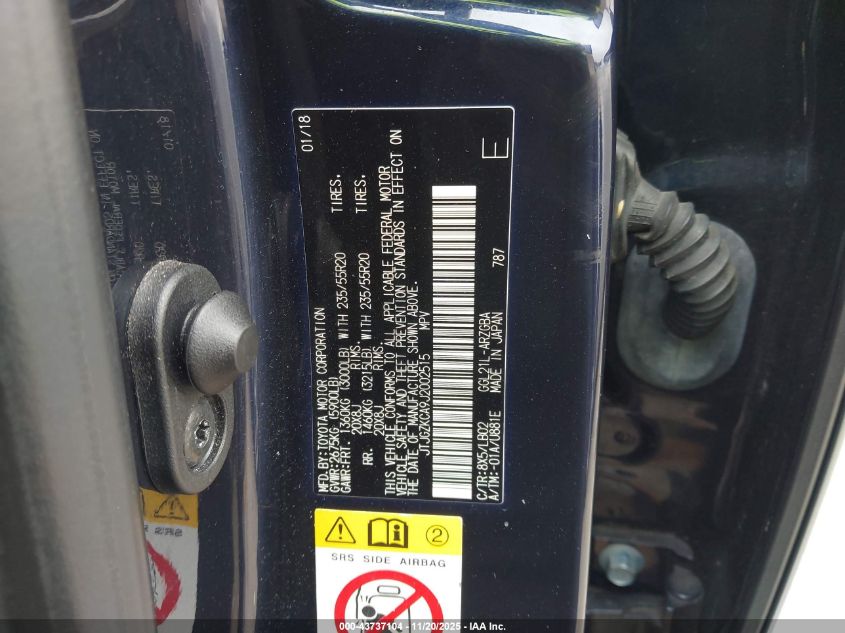 MFD.BY:TOYOTA MOTOR CORPORATION 01/18
GVWR:2675KG (5900LB)
GAWR:FRT. 1360KG (3000LB) WITH 235/55R20 TIRES.
20X8J RIMS.
RR. 1460KG (3215LB) WITH 235/55R20 TIRES.
20X8J RIMS.
THIS VEHICLE CONFORMS TO ALL APPLICABLE FEDERAL MOTOR
VEHICLE SAFETY AND THEFT PREVENTION STANDARDS IN EFFECT ON
THE DATE OF MANUFACTURE SHOWN ABOVE.
MPV
C/TR:8X5/LB02 GGL21L-ARZGBA
A/TM:-01A/U881E MADE IN JAPAN 787
E
2
SRS SIDE AIRBAG
000-43737104 - 11/20/2025 - IAA Inc.